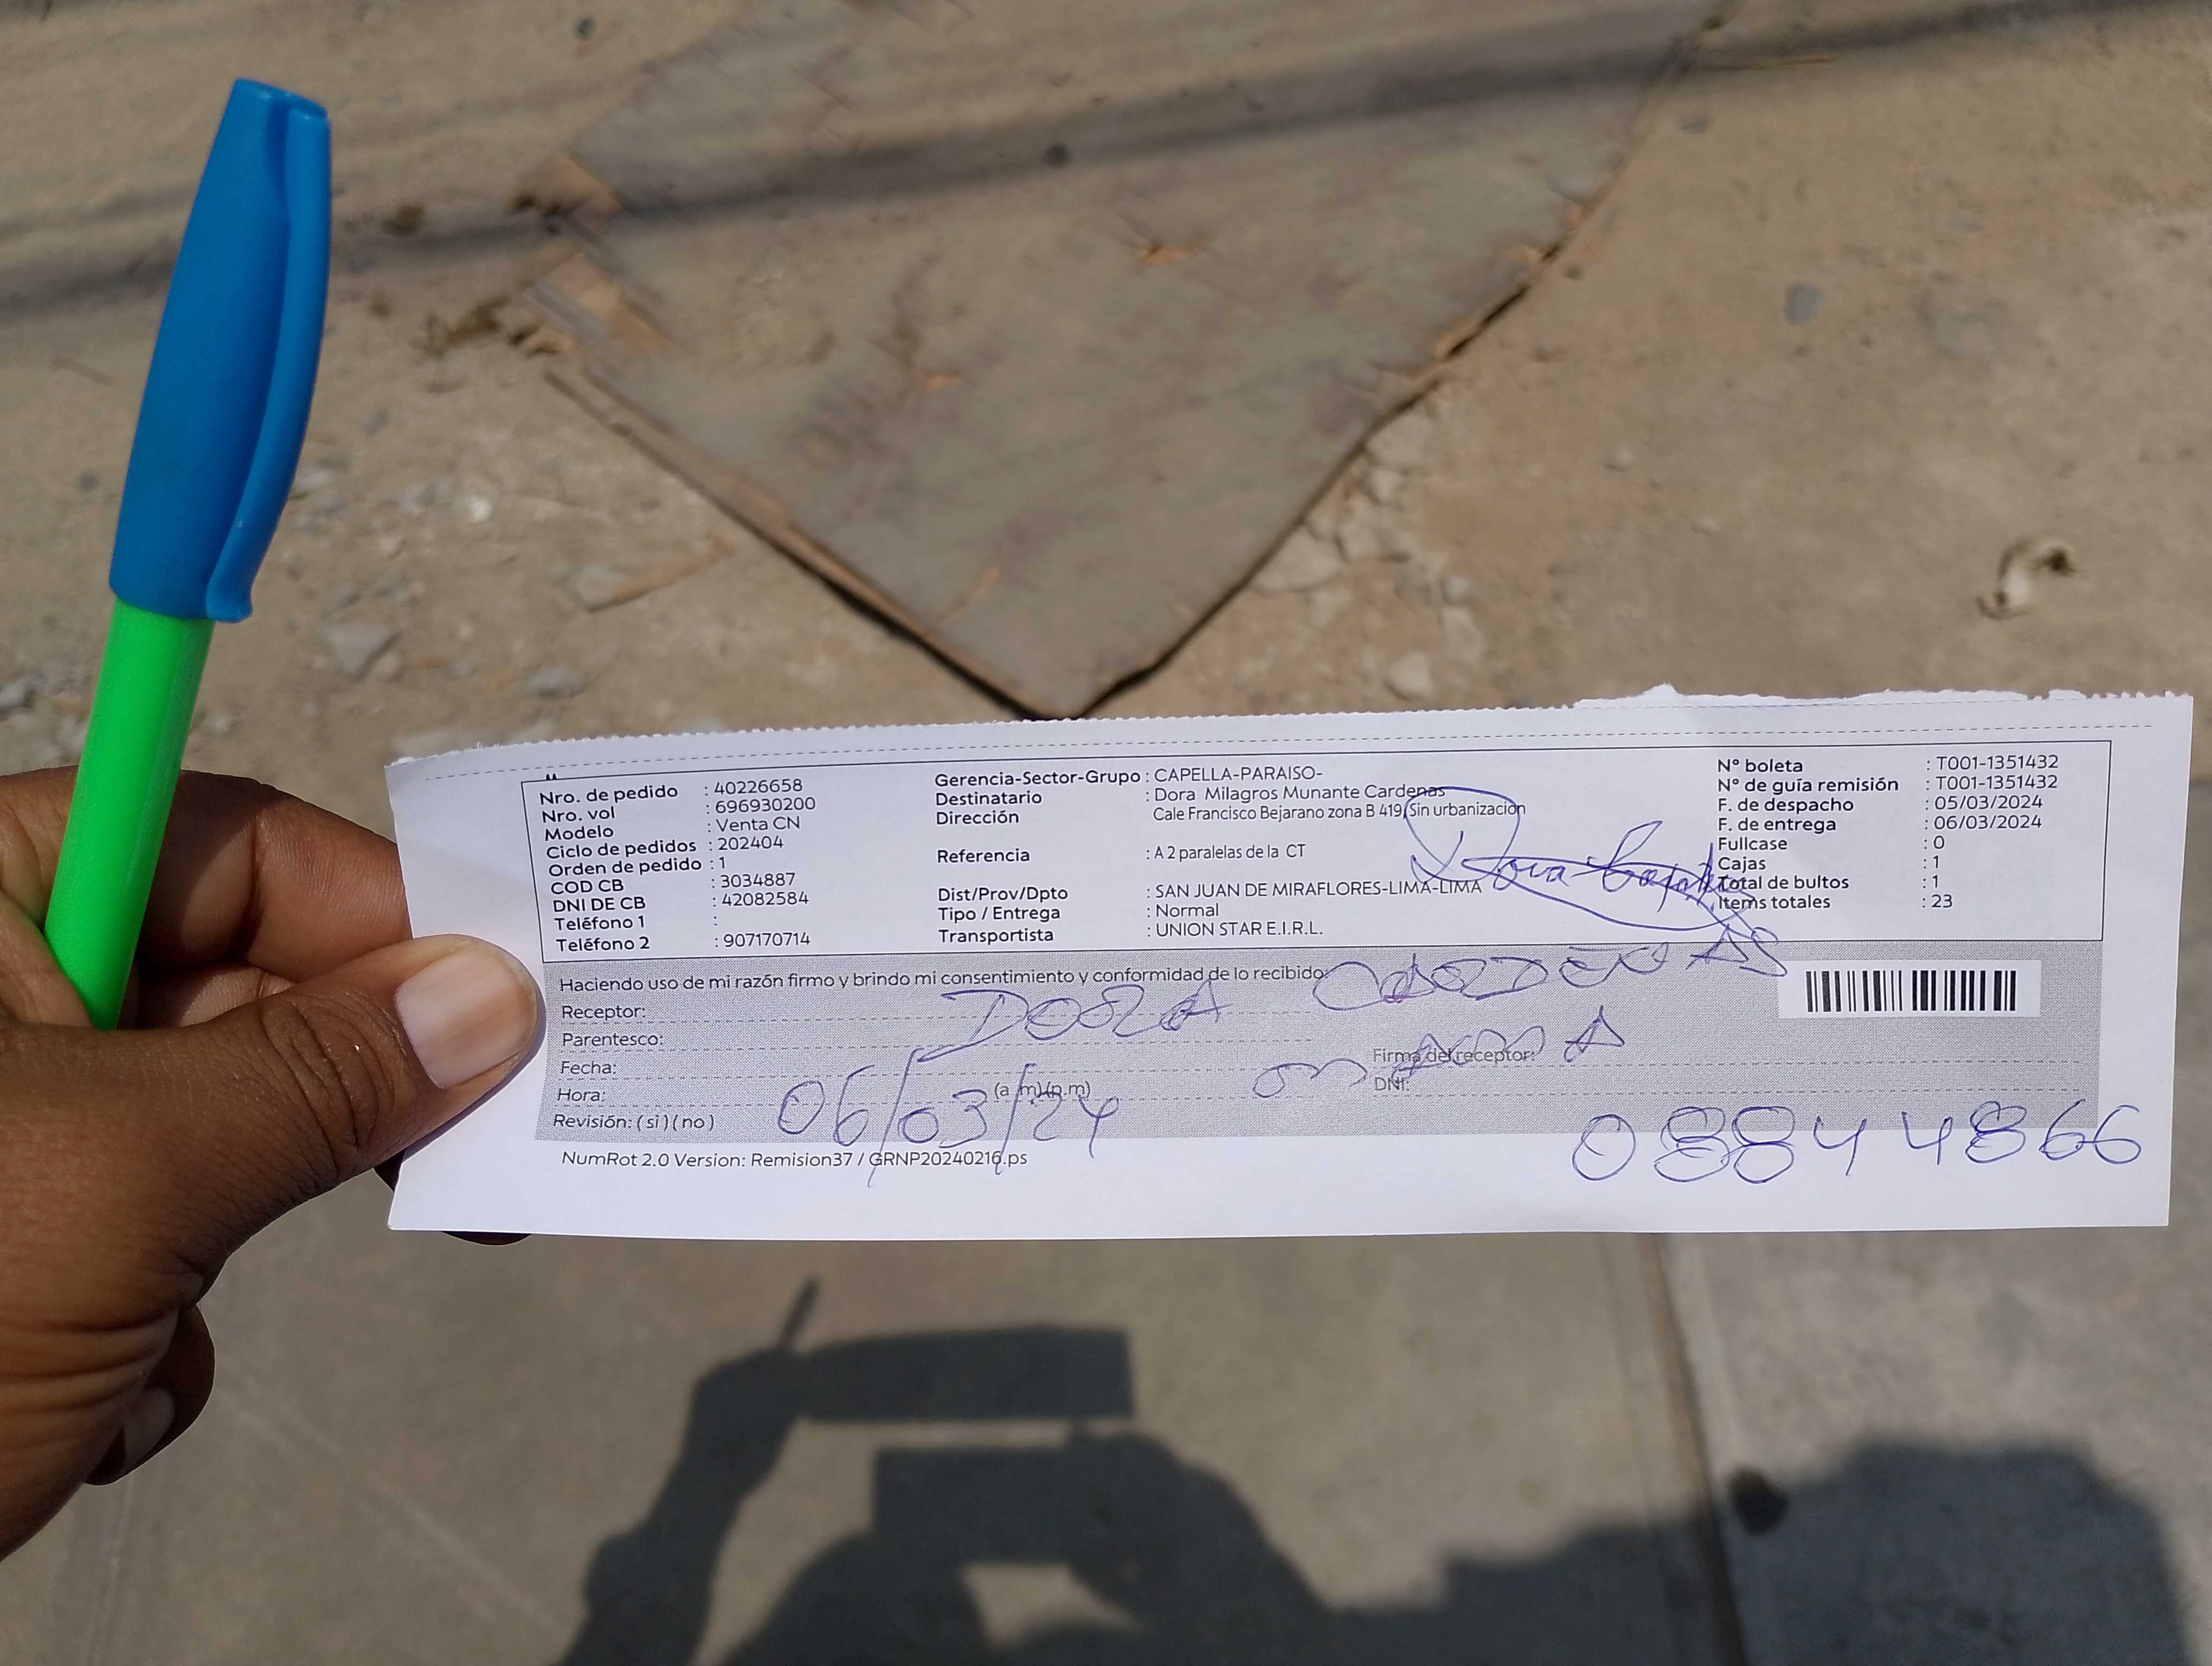 Nro. de pedido : 40226658
Nro. vol : 696930200
Modelo : Venta CN
Ciclo de pedidos : 202404
Orden de pedido : 1
COD CB : 3034887
DNI DE CB : 42082584
Teléfono 1 :
Teléfono 2 : 907170714
Gerencia-Sector-Grupo : CAPELLA-PARAISO-
Destinatario : Dora Milagros Munante Cardenas
Dirección Cale Francisco Bejarano zona B 419, Sin urbanización
Referencia : A 2 paralelas de la CT
Dist/Prov/Dpto : SAN JUAN DE MIRAFLORES-LIMA-LIMA
Tipo / Entrega : Normal
Transportista : UNION STAR E.I.R.L.
N° boleta : T001-1351432
N° de guía remisión : T001-1351432
F. de despacho : 05/03/2024
F. de entrega : 06/03/2024
Fullcase : 0
Cajas : 1
Total de bultos : 1
Items totales : 23
Haciendo uso de mi razón firmo y brindo mi consentimiento y conformidad de lo recibido:
Receptor: DORA CARDENAS
Parentesco: MAMA
Fecha: 06/03/24
Hora: (a.m)(p.m)
Revisión: ( si ) ( no )
Firma del receptor:
DNI: 08844866
NumRot 2.0 Version: Remision37 / GRNP20240216.ps